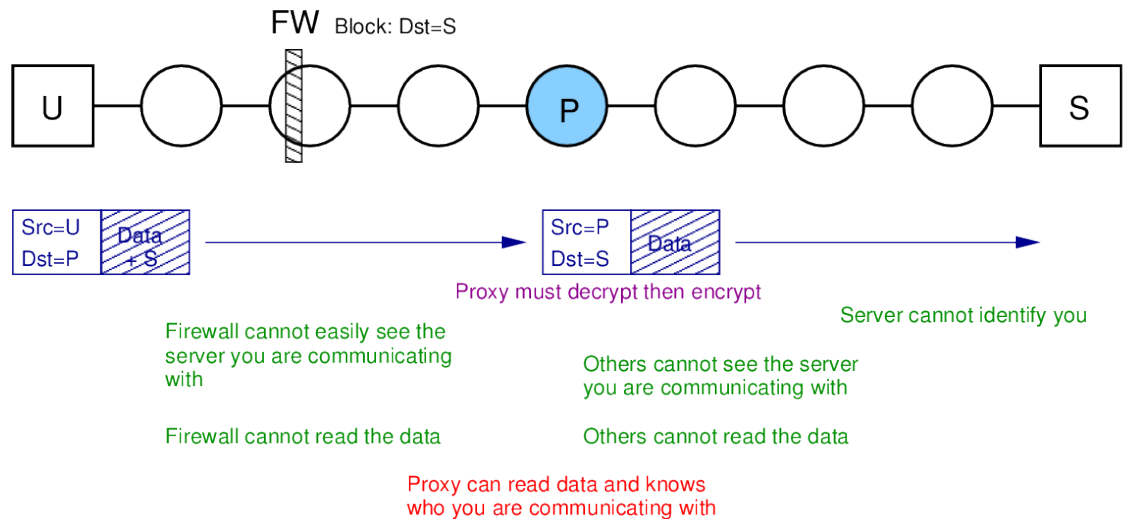 FW Block: Dst=S
U
P
S
Src=U
Dst=P
Data
+ S
Src=P
Dst=S
Data
Proxy must decrypt then encrypt
Server cannot identify you
Firewall cannot easily see the
server you are communicating
with
Others cannot see the server
you are communicating with
Firewall cannot read the data
Others cannot read the data
Proxy can read data and knows
who you are communicating with